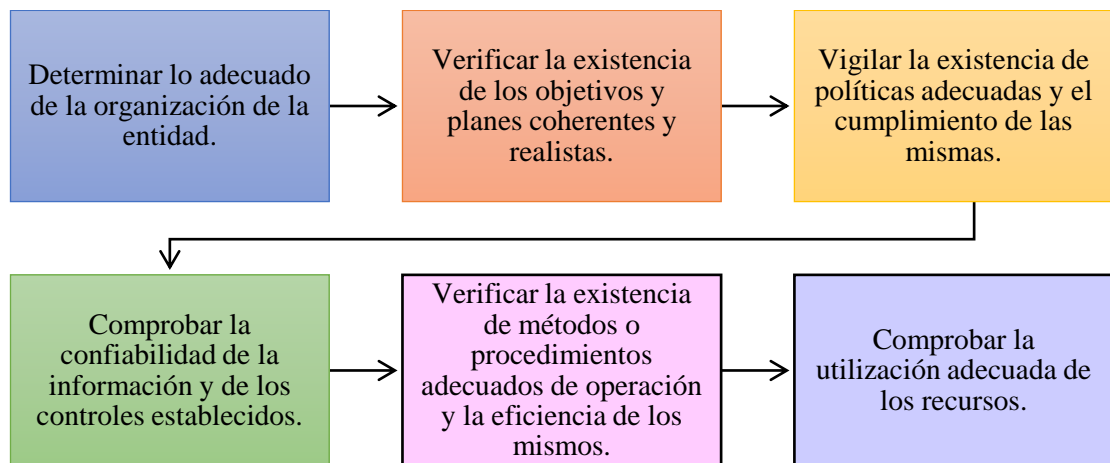 Determinar lo adecuado
de la organización de la
entidad.
Verificar la existencia
de los objetivos y
planes coherentes y
realistas.
Vigilar la existencia de
políticas adecuadas y el
cumplimiento de las
mismas.
Comprobar la
confiabilidad de la
información y de los
controles establecidos.
Verificar la existencia
de métodos o
procedimientos
adecuados de operación
y la eficiencia de los
mismos.
Comprobar la
utilización adecuada de
los recursos.